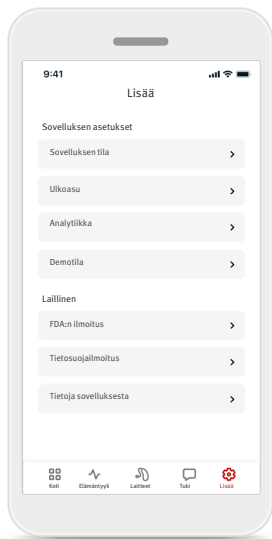 9:41
Lisää
Sovelluksen asetukset
Sovelluksen tila
Ulkoasu
Analytiikka
Demotila
Laillinen
FDA:n ilmoitus
Tietosuojailmoitus
Tietoja sovelluksesta
Koti Elämäntyyli Laitteet Tuki Lisää